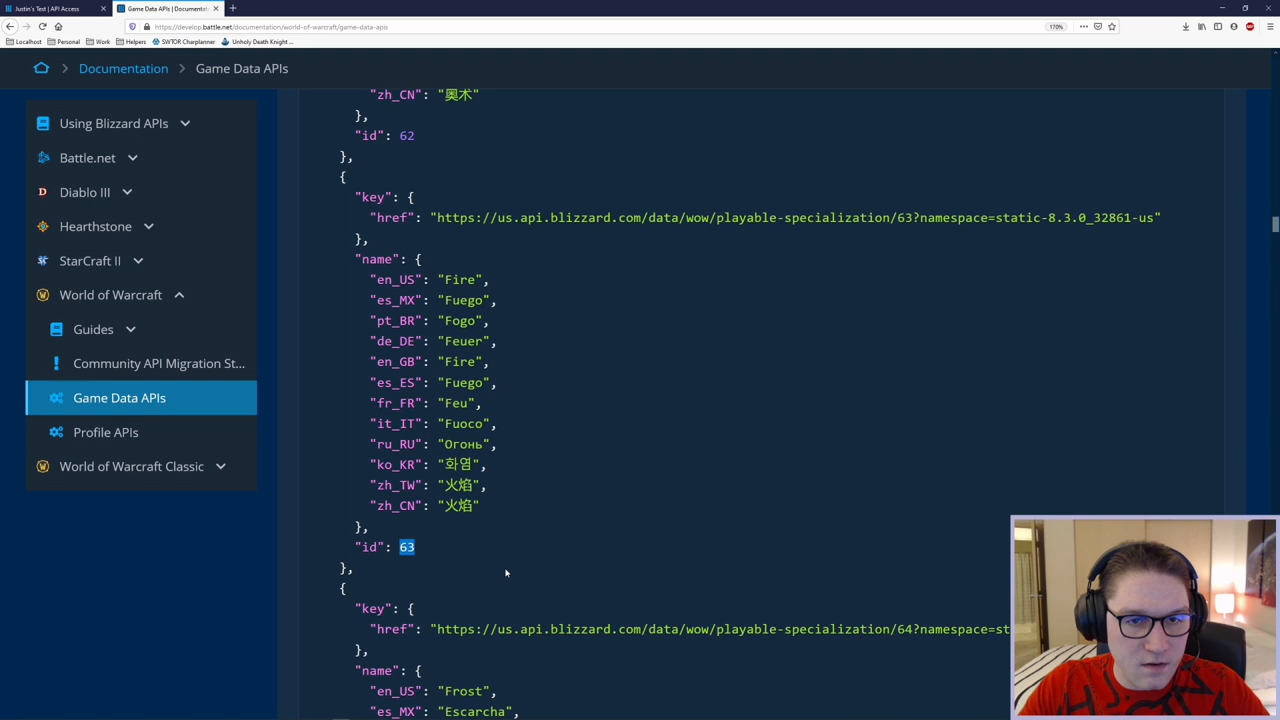 Justin's Test | API Access
Game Data APIs | Documentat
https://develop.battle.net/documentation/world-of-warcraft/game-data-apis
170%
Localhost
Personal
Work
Helpers
SWTOR Charplanner
Unholy Death Knight ...
Documentation
Game Data APIs
Using Blizzard APIs
Battle.net
Diablo III
Hearthstone
StarCraft II
World of Warcraft
Guides
Community API Migration St...
Game Data APIs
Profile APIs
World of Warcraft Classic
"zh_CN": "奥术"
},
"id": 62
},
{
"key": {
"href": "https://us.api.blizzard.com/data/wow/playable-specialization/63?namespace=static-8.3.0_32861-us"
},
"name": {
"en_US": "Fire",
"es_MX": "Fuego",
"pt_BR": "Fogo",
"de_DE": "Feuer",
"en_GB": "Fire",
"es_ES": "Fuego",
"fr_FR": "Feu",
"it_IT": "Fuoco",
"ru_RU": "Огонь",
"ko_KR": "화염",
"zh_TW": "火焰",
"zh_CN": "火焰"
},
"id": 63
},
{
"key": {
"href": "https://us.api.blizzard.com/data/wow/playable-specialization/64?namespace=st
},
"name": {
"en_US": "Frost",
"es_MX": "Escarcha",